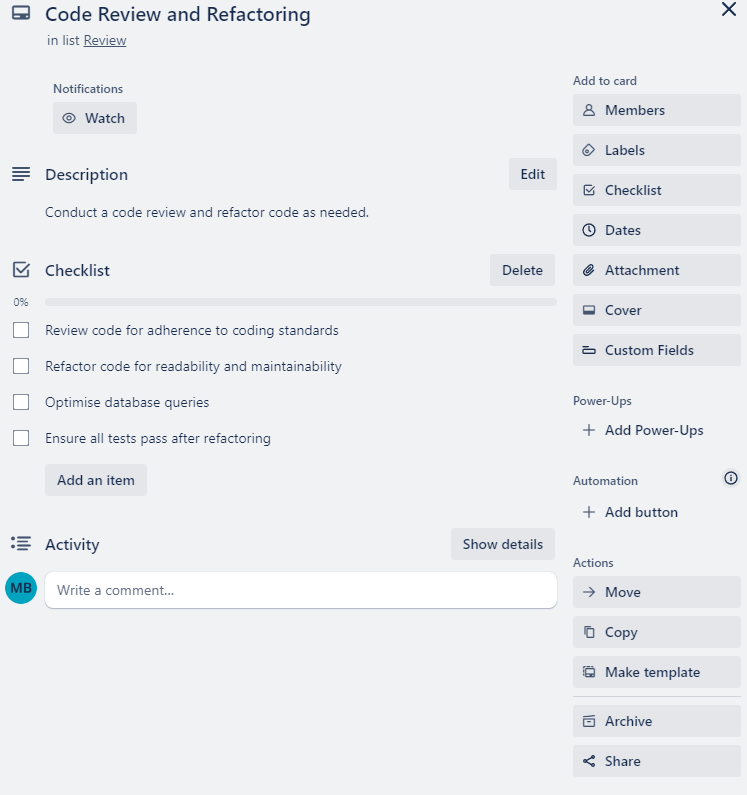 Code Review and Refactoring
in list Review
Notifications
Watch
Description
Edit
Conduct a code review and refactor code as needed.
Checklist
Delete
0%
Review code for adherence to coding standards
Refactor code for readability and maintainability
Optimise database queries
Ensure all tests pass after refactoring
Add an item
Activity
Show details
MB
Write a comment...
Add to card
Members
Labels
Checklist
Dates
Attachment
Cover
Custom Fields
Power-Ups
Add Power-Ups
Automation
Add button
Actions
Move
Copy
Make template
Archive
Share